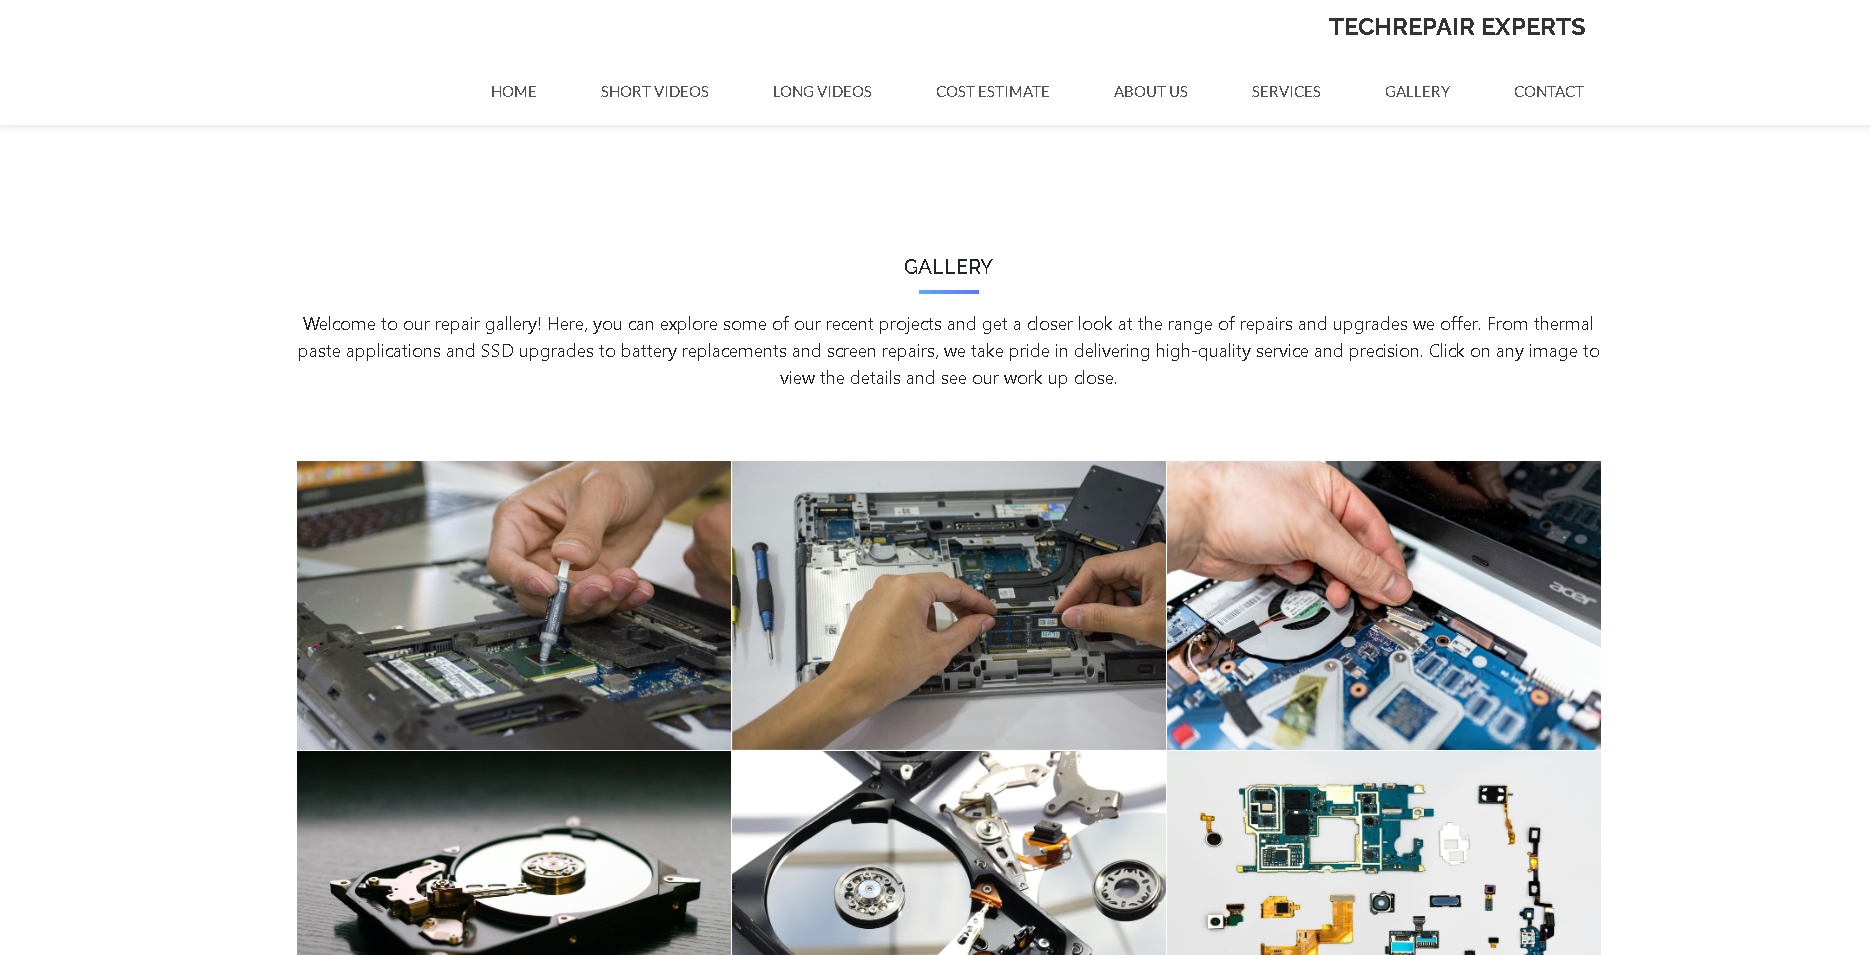 TECHREPAIR EXPERTS
HOME SHORT VIDEOS LONG VIDEOS COST ESTIMATE ABOUT US SERVICES GALLERY CONTACT
GALLERY
Welcome to our repair gallery! Here, you can explore some of our recent projects and get a closer look at the range of repairs and upgrades we offer. From thermal
paste applications and SSD upgrades to battery replacements and screen repairs, we take pride in delivering high-quality service and precision. Click on any image to
view the details and see our work up close.
acer